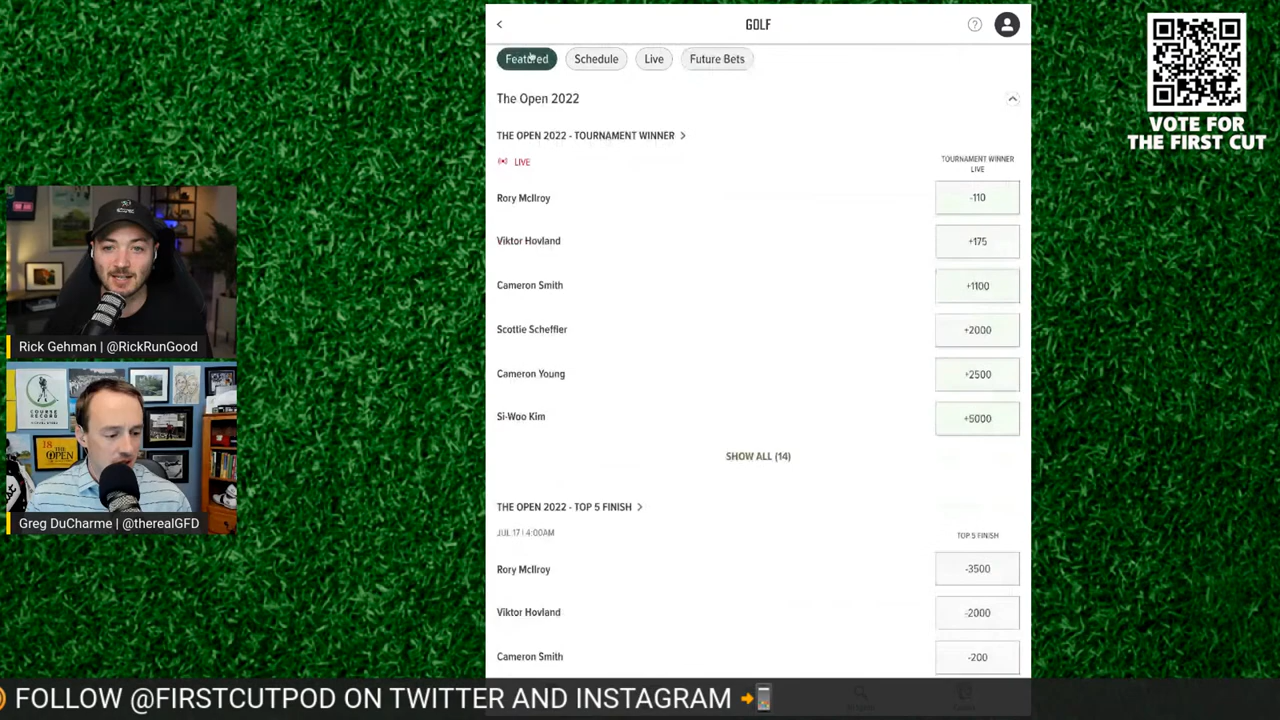 GOLF
?
Featured
Schedule
Live
Future Bets
The Open 2022
THE OPEN 2022 - TOURNAMENT WINNER
LIVE
TOURNAMENT WINNER
LIVE
Rory McIlroy
-110
Viktor Hovland
+175
Cameron Smith
+1100
Scottie Scheffler
+2000
Cameron Young
+2500
Si-Woo Kim
+5000
SHOW ALL (14)
THE OPEN 2022 - TOP 5 FINISH
JUL 17 | 4:00AM
TOP 5 FINISH
Rory McIlroy
-3500
Viktor Hovland
-2000
Cameron Smith
-200
VOTE FOR
THE FIRST CUT
Rick Gehman | @RickRunGood
COURSE
RECORD
18
THE
OPEN
Greg DuCharme | @therealGFD
FOLLOW @FIRSTCUTPOD ON TWITTER AND INSTAGRAM